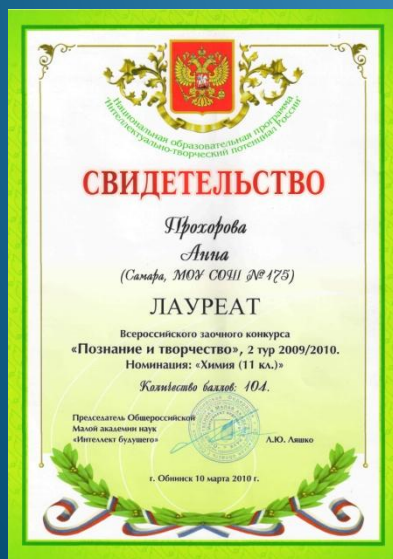 Национальная образовательная программа
"Интеллектуально-творческий потенциал России"
СВИДЕТЕЛЬСТВО
Прохорова
Анна
(Самара, МОУ СОШ №175)
ЛАУРЕАТ
Всероссийского заочного конкурса
«Познание и творчество», 2 тур 2009/2010.
Номинация: «Химия (11 кл.)»
Количество баллов: 101.
Председатель Общероссийской
Малой академии наук
«Интеллект будущего»
Л.Ю. Ляшко
г. Обнинск 10 марта 2010 г.